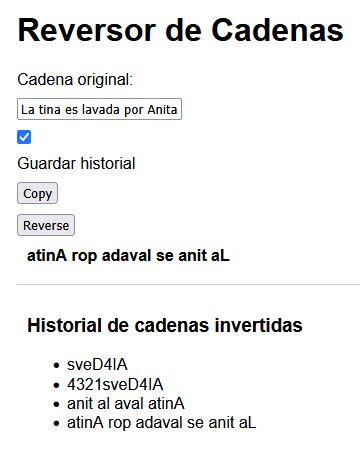 Reversor de Cadenas
Cadena original:
La tina es lavada por Anita
Guardar historial
Copy
Reverse
atinA rop adaval se anit aL
Historial de cadenas invertidas
sveD4IA
4321sveD4IA
anit al aval atinA
atinA rop adaval se anit aL